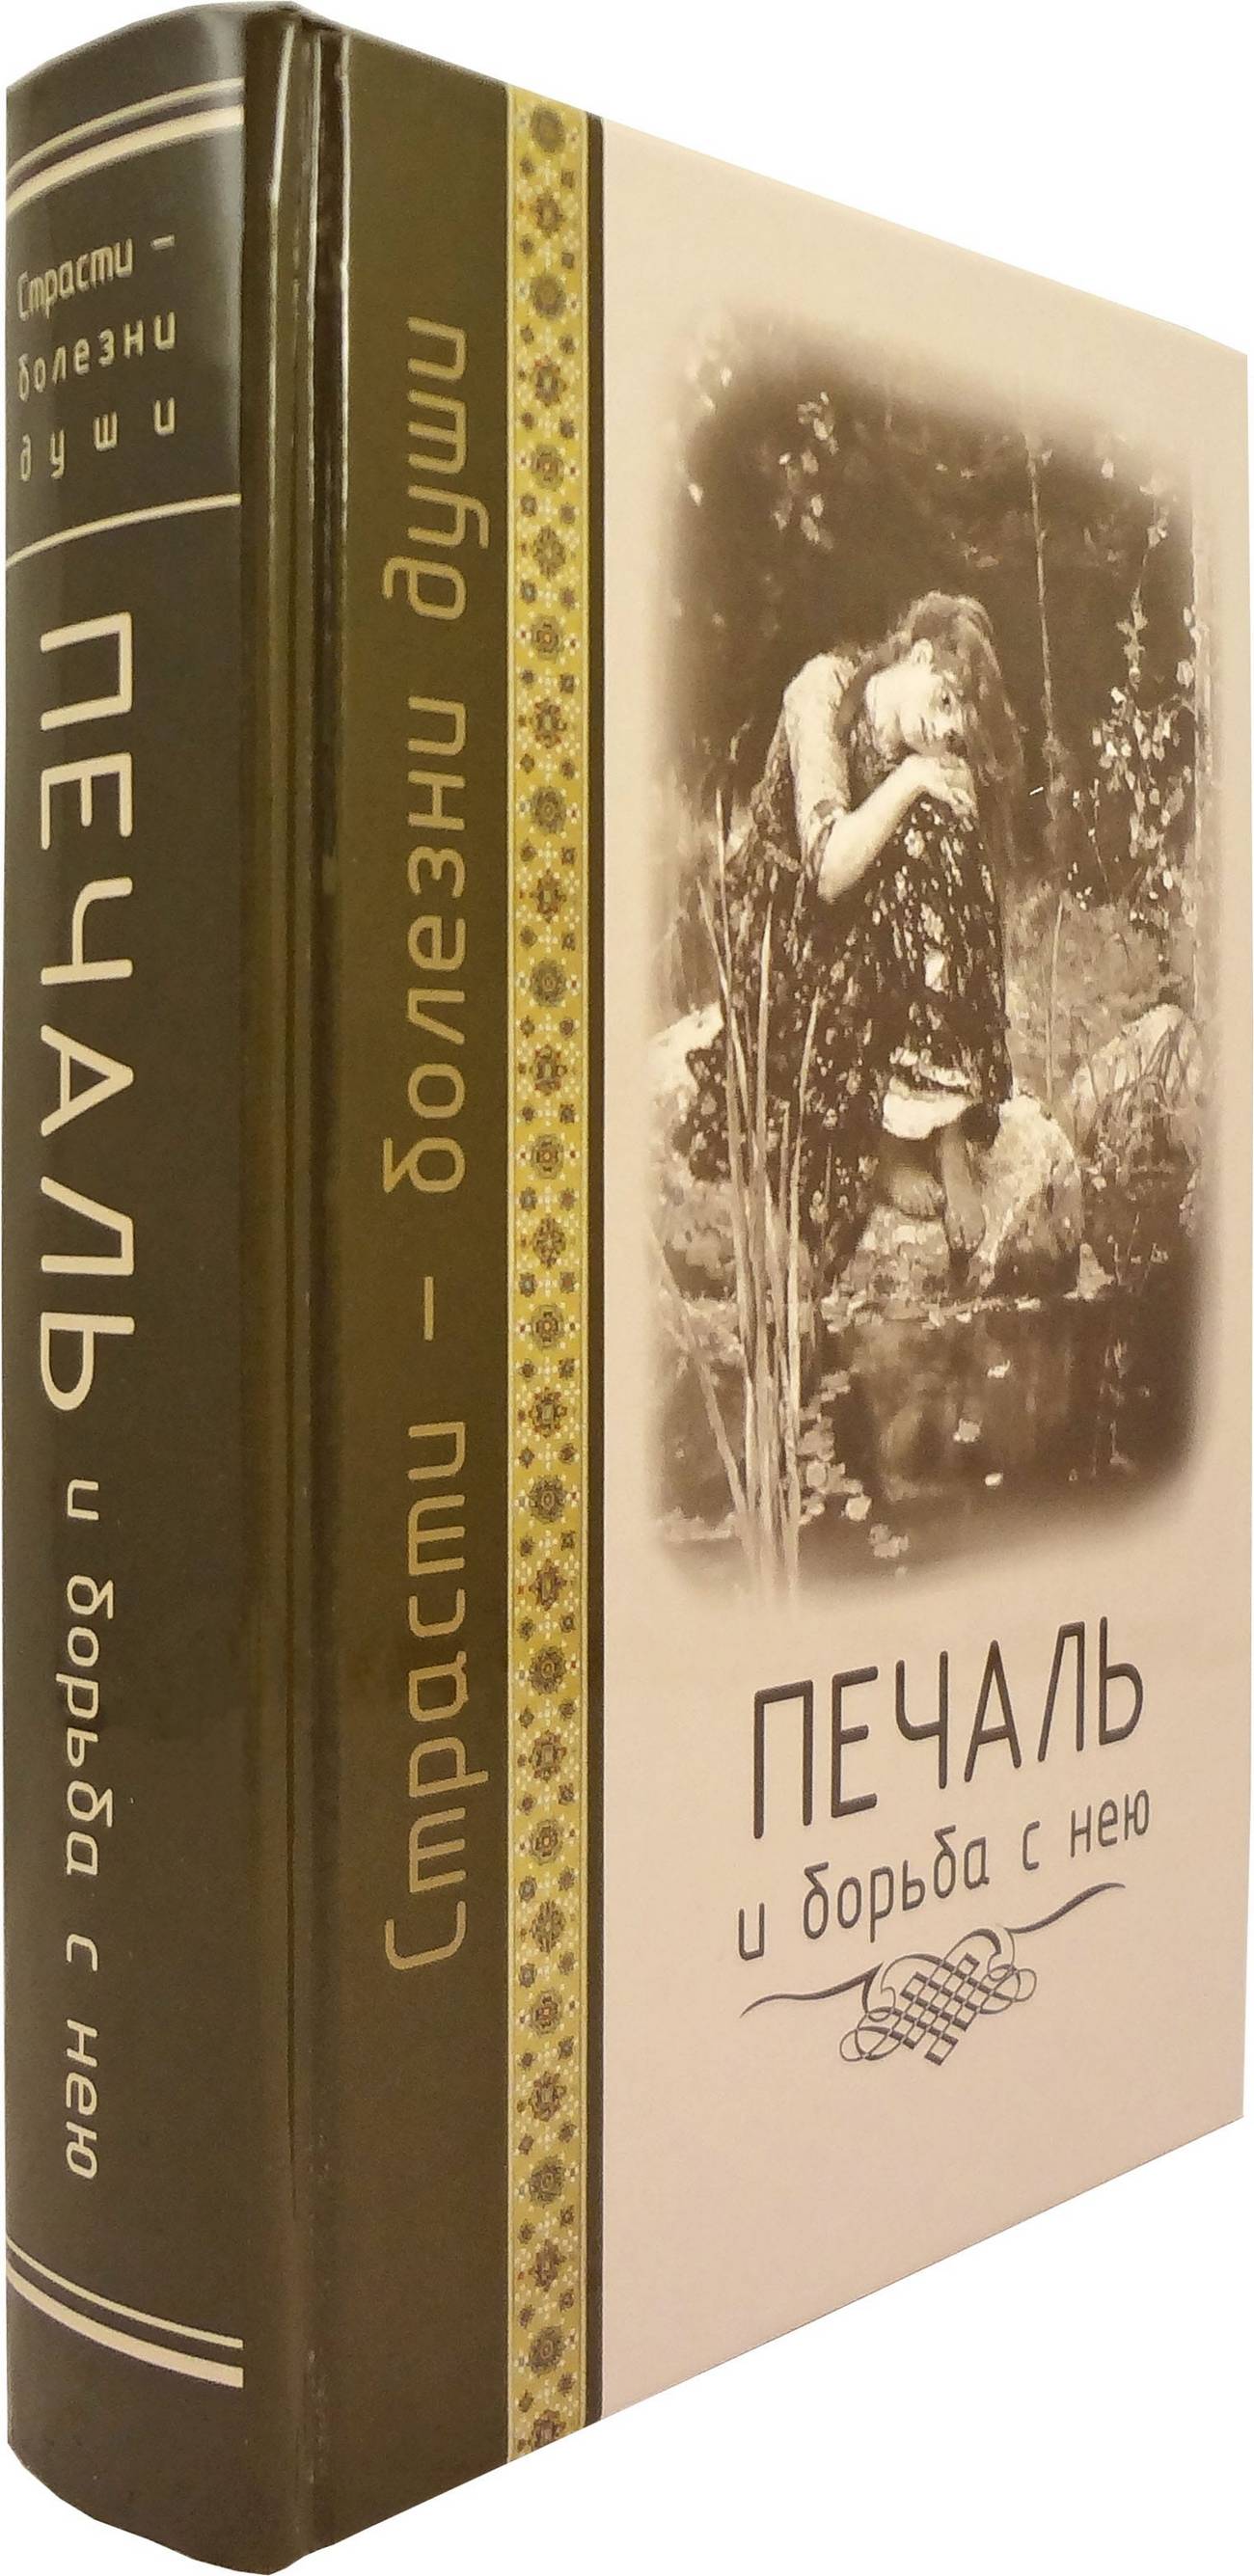 Страсти –
болезни
души
ПЕЧАЛЬ и борьба с нею
Страсти – болезни души
ПЕЧАЛЬ
и борьба с нею